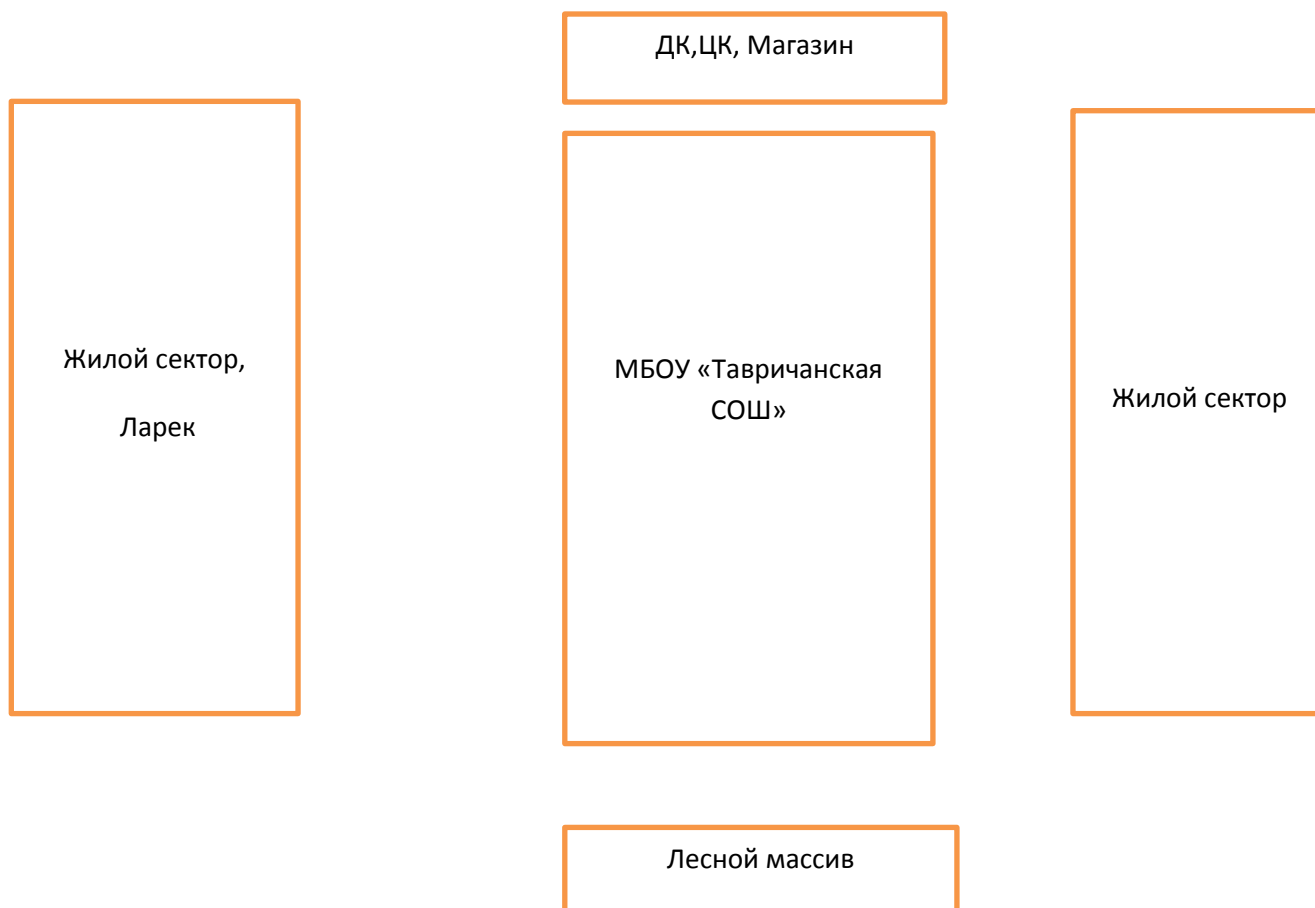 ДК,ЦК, Магазин
Жилой сектор,
Ларек
МБОУ «Тавричанская
СОШ»
Жилой сектор
Лесной массив